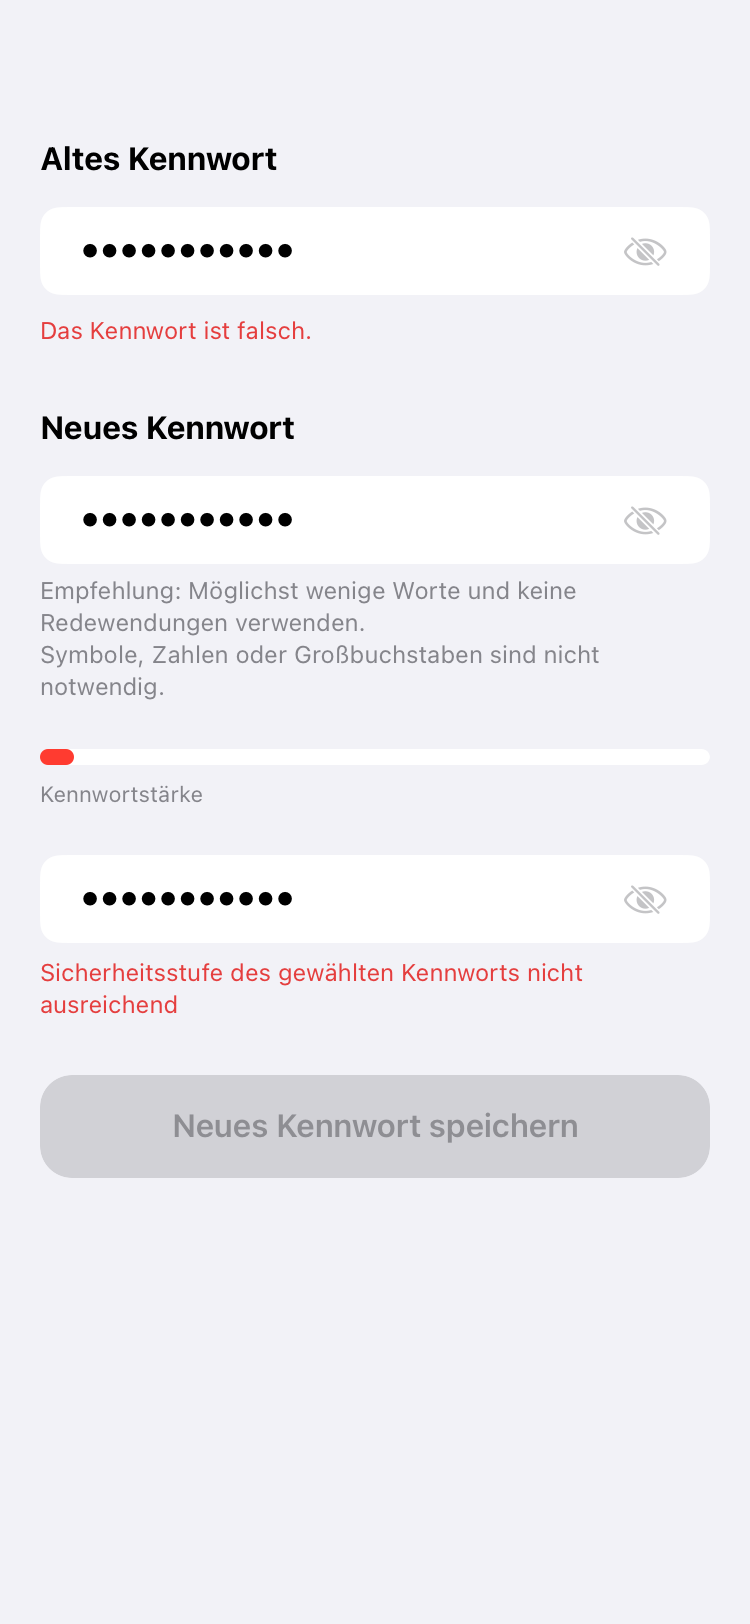 Altes Kennwort
•••••••••••
Das Kennwort ist falsch.
Neues Kennwort
•••••••••••
Empfehlung: Möglichst wenige Worte und keine
Redewendungen verwenden.
Symbole, Zahlen oder Großbuchstaben sind nicht
notwendig.
Kennwortstärke
•••••••••••
Sicherheitsstufe des gewählten Kennworts nicht
ausreichend
Neues Kennwort speichern